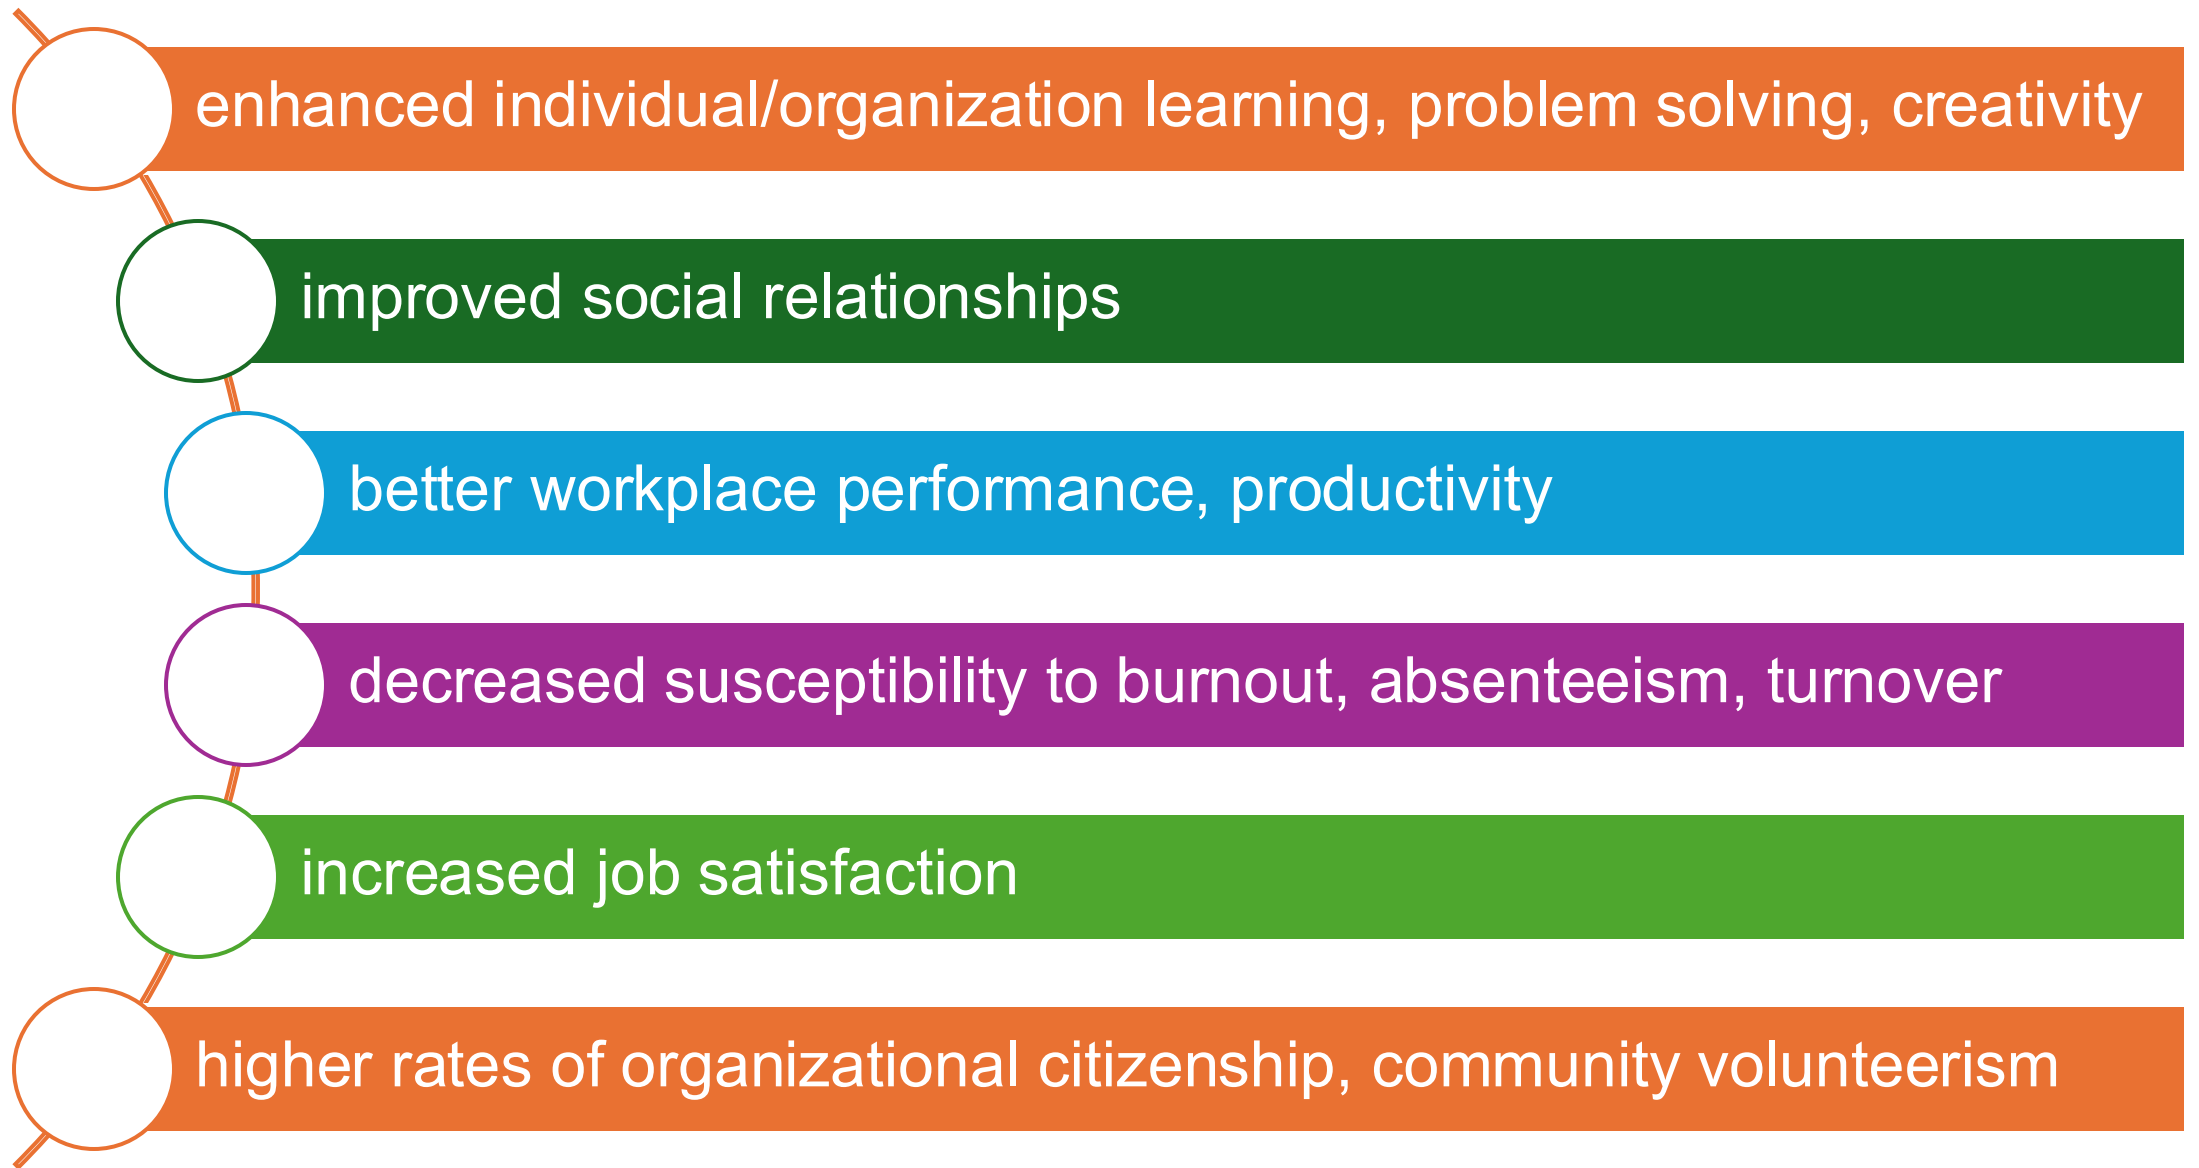 enhanced individual/organization learning, problem solving, creativity
improved social relationships
better workplace performance, productivity
decreased susceptibility to burnout, absenteeism, turnover
increased job satisfaction
higher rates of organizational citizenship, community volunteerism